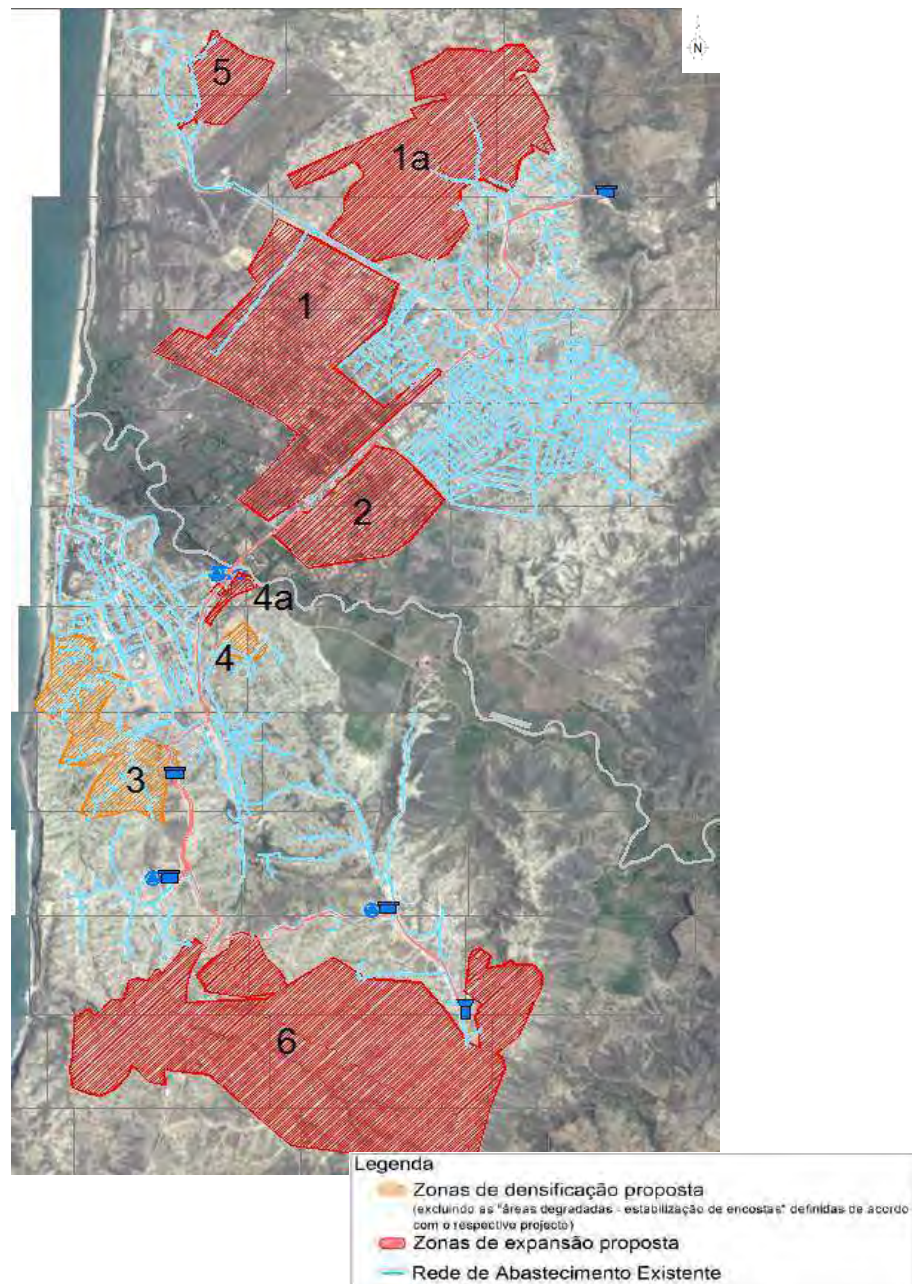 N
5
1a
1
2
4a
4
3
6
Legenda
Zonas de densificação proposta
(excluindo as "áreas degradadas - estabilização de encostas" definidas de acordo
com o respectivo projecto)
Zonas de expansão proposta
Rede de Abastecimento Existente